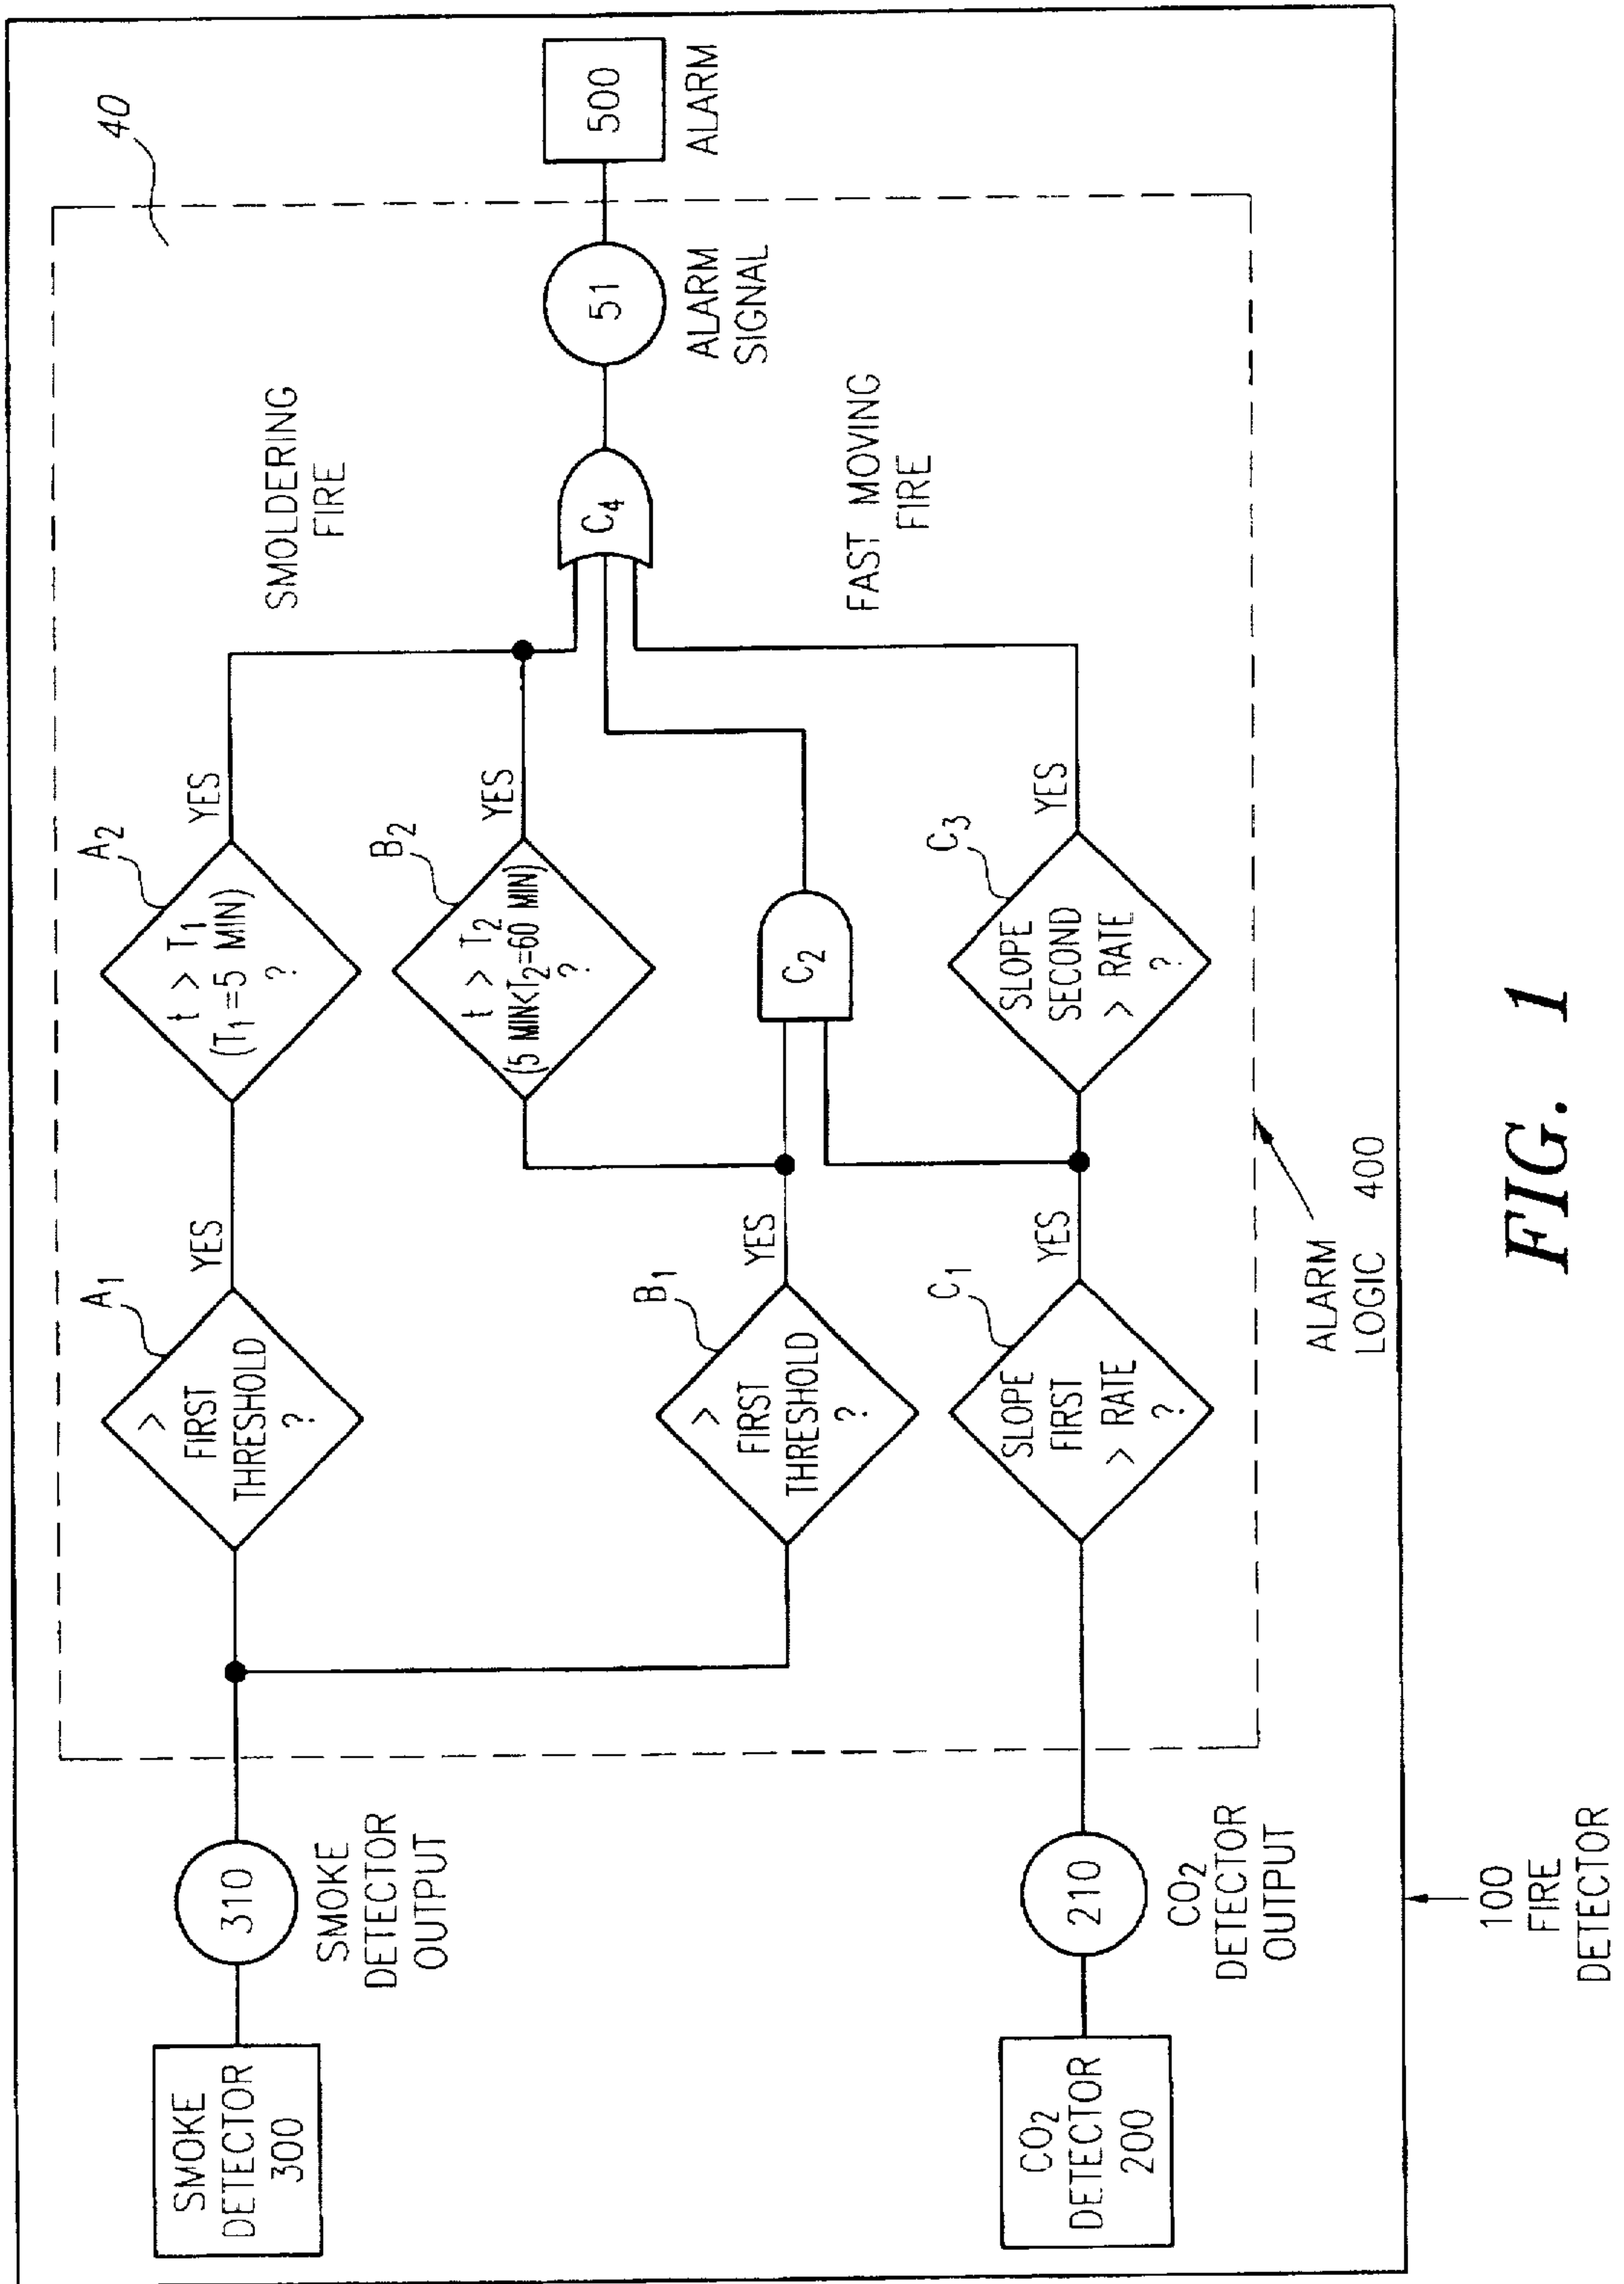 40
SMOKE
DETECTOR
300
310
SMOKE
DETECTOR
OUTPUT
A1
>
FIRST
THRESHOLD
?
YES
A2
t > T1
(T1=5 MIN)
?
YES
SMOLDERING
FIRE
B2
t > T2
(5 MIN<T2=60 MIN)
?
YES
B1
>
FIRST
THRESHOLD
?
YES
C2
C4
51
ALARM
SIGNAL
500
ALARM
CO2
DETECTOR
200
210
CO2
DETECTOR
OUTPUT
C1
SLOPE
FIRST
> RATE
?
YES
C3
SLOPE
SECOND
> RATE
?
YES
FAST MOVING
FIRE
ALARM
LOGIC 400
100
FIRE
DETECTOR
FIG. 1